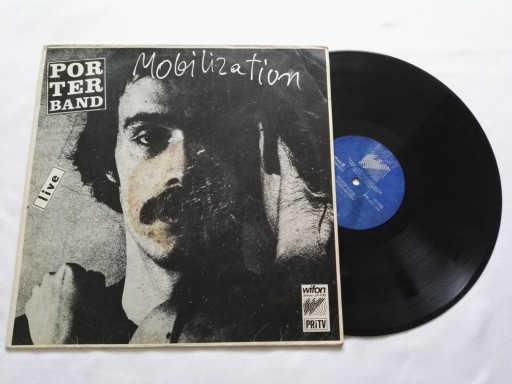 POR
TER
BAND
Mobilization
live
wifon
PRiTV